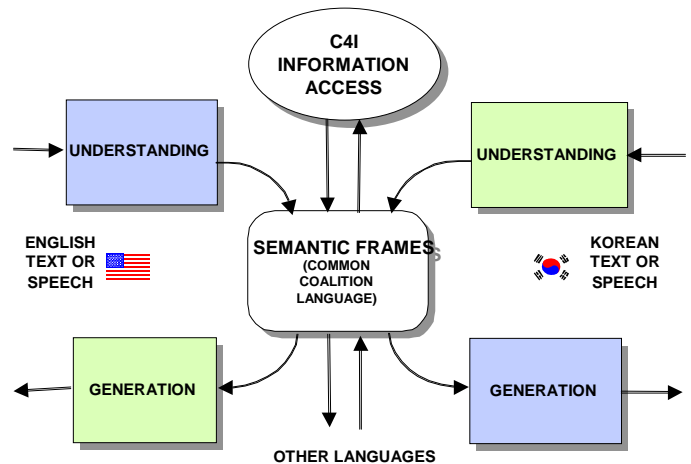 C4I
INFORMATION
ACCESS
UNDERSTANDING
UNDERSTANDING
ENGLISH
TEXT OR
SPEECH
SEMANTIC FRAMES
(COMMON
COALITION
LANGUAGE)
KOREAN
TEXT OR
SPEECH
GENERATION
GENERATION
OTHER LANGUAGES